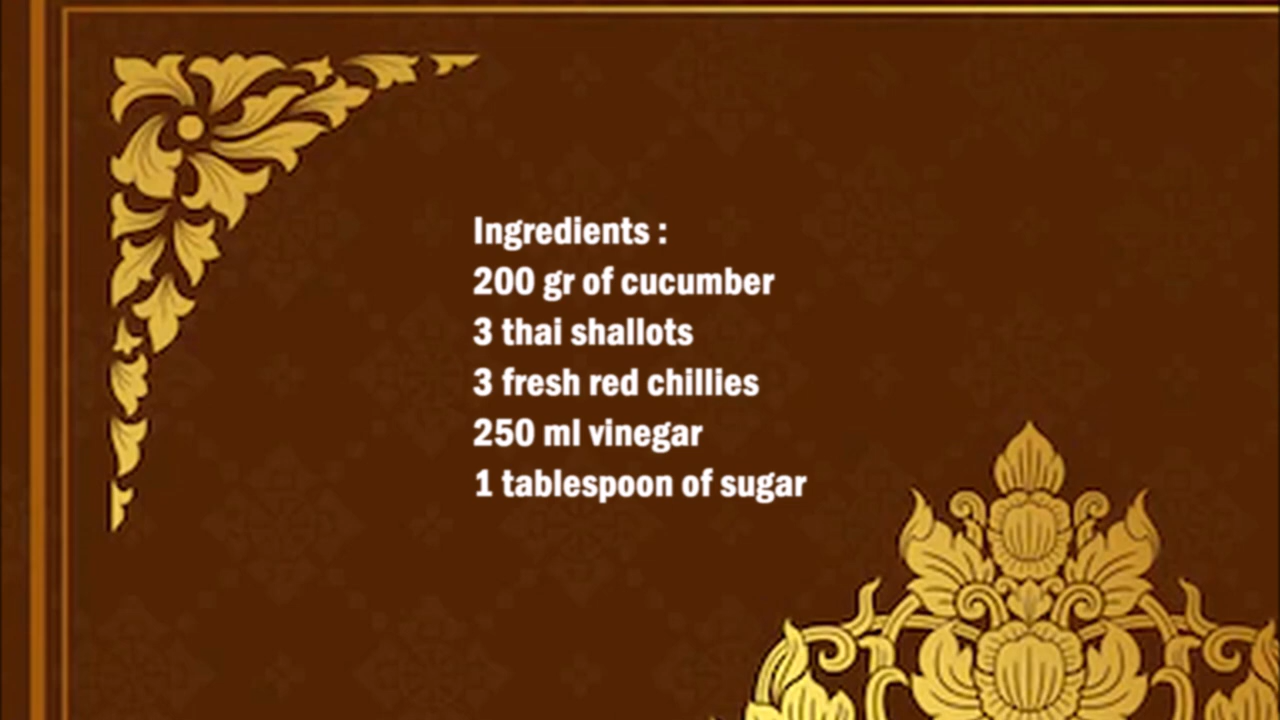 Ingredients :
200 gr of cucumber
3 thai shallots
3 fresh red chillies
250 ml vinegar
1 tablespoon of sugar